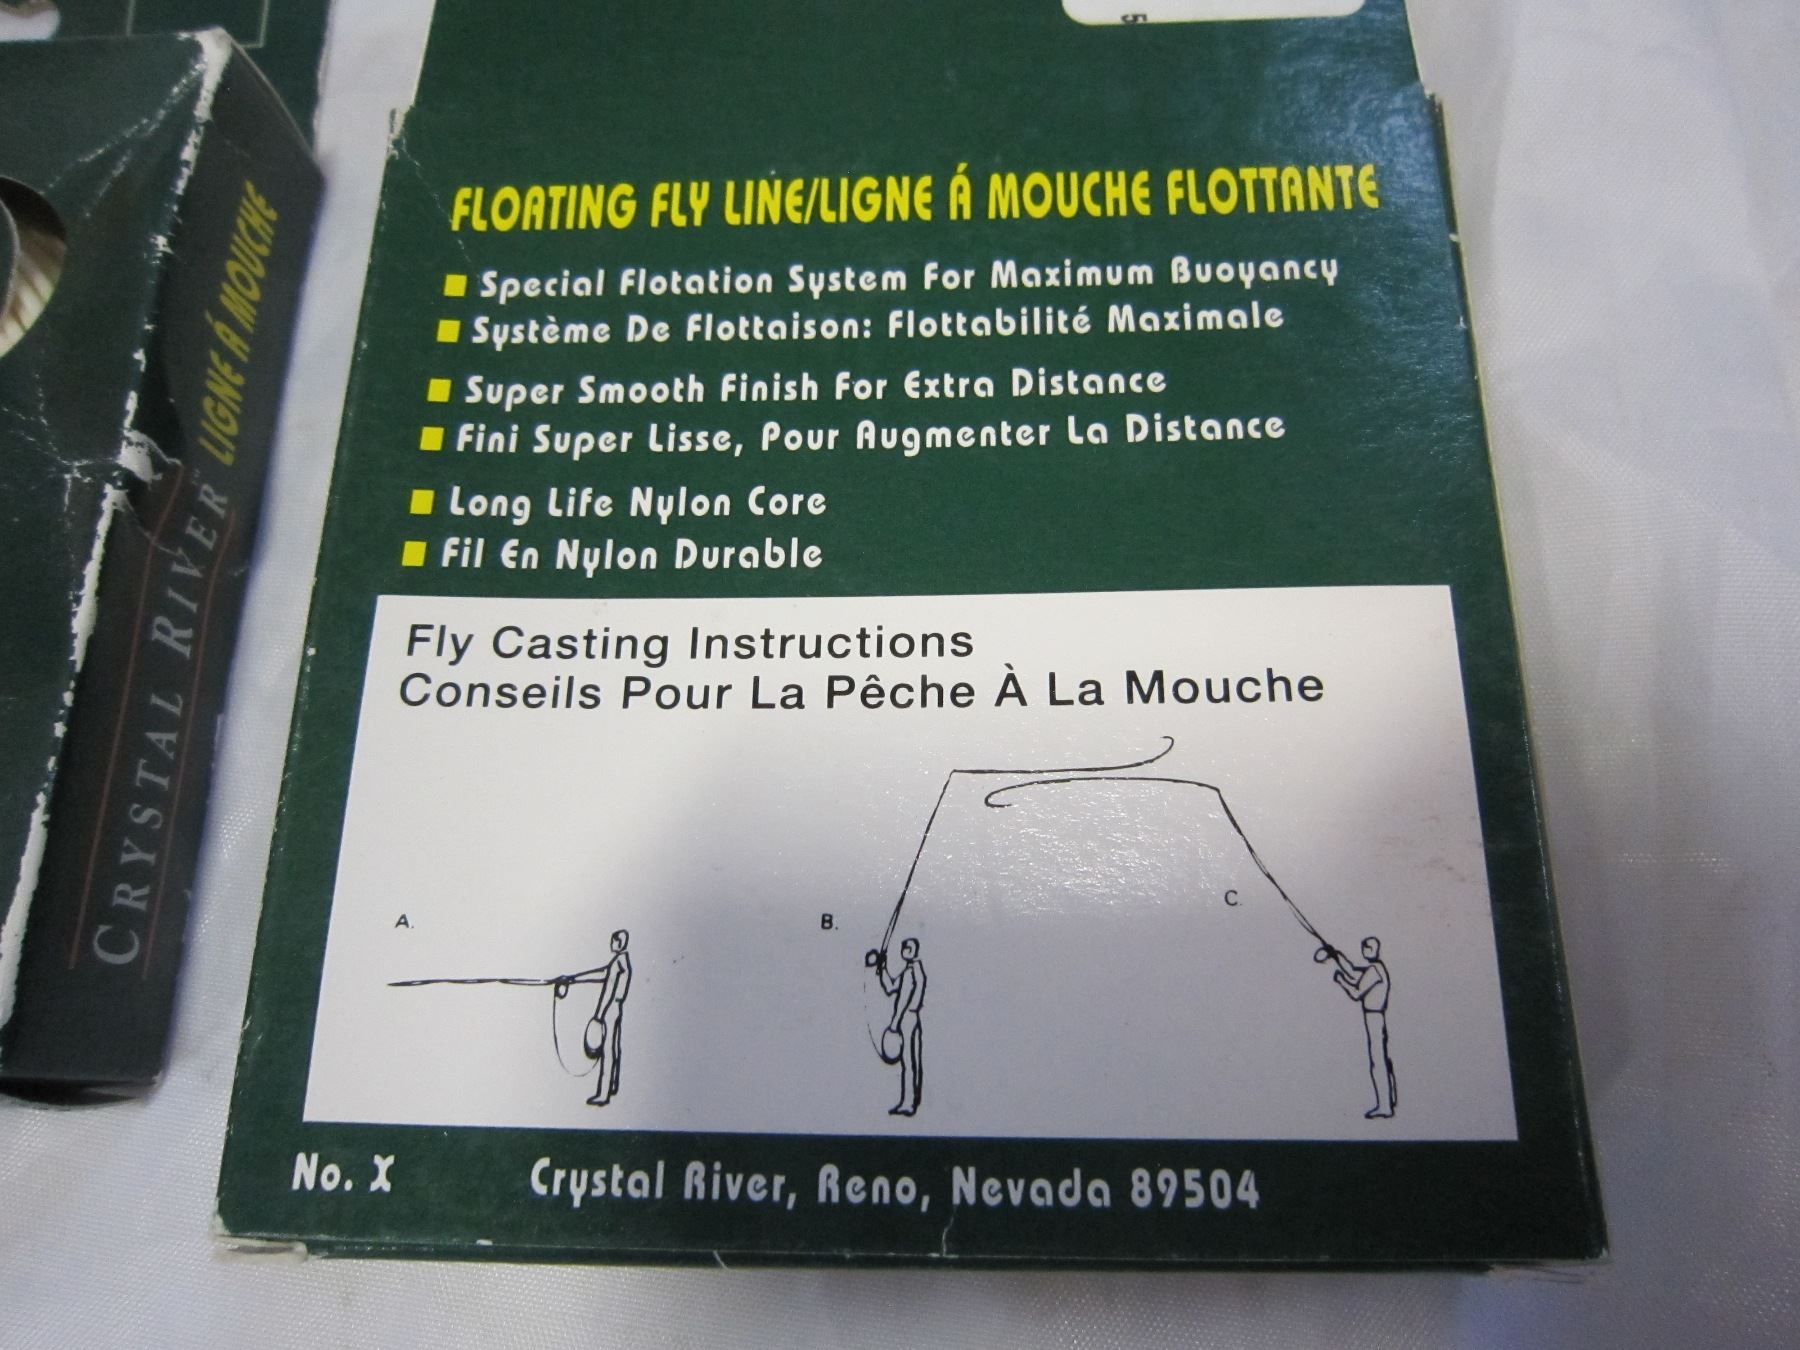 5
FLOATING FLY LINE/LIGNE Á MOUCHE FLOTTANTE
Special Flotation System For Maximum Buoyancy
Système De Flottaison: Flottabilité Maximale
Super Smooth Finish For Extra Distance
Fini Super Lisse, Pour Augmenter La Distance
Long Life Nylon Core
Fil En Nylon Durable
Fly Casting Instructions
Conseils Pour La Pêche À La Mouche
A.
B.
C.
No. X Crystal River, Reno, Nevada 89504
CRYSTAL RIVER™ LIGNE Á MOUCHE